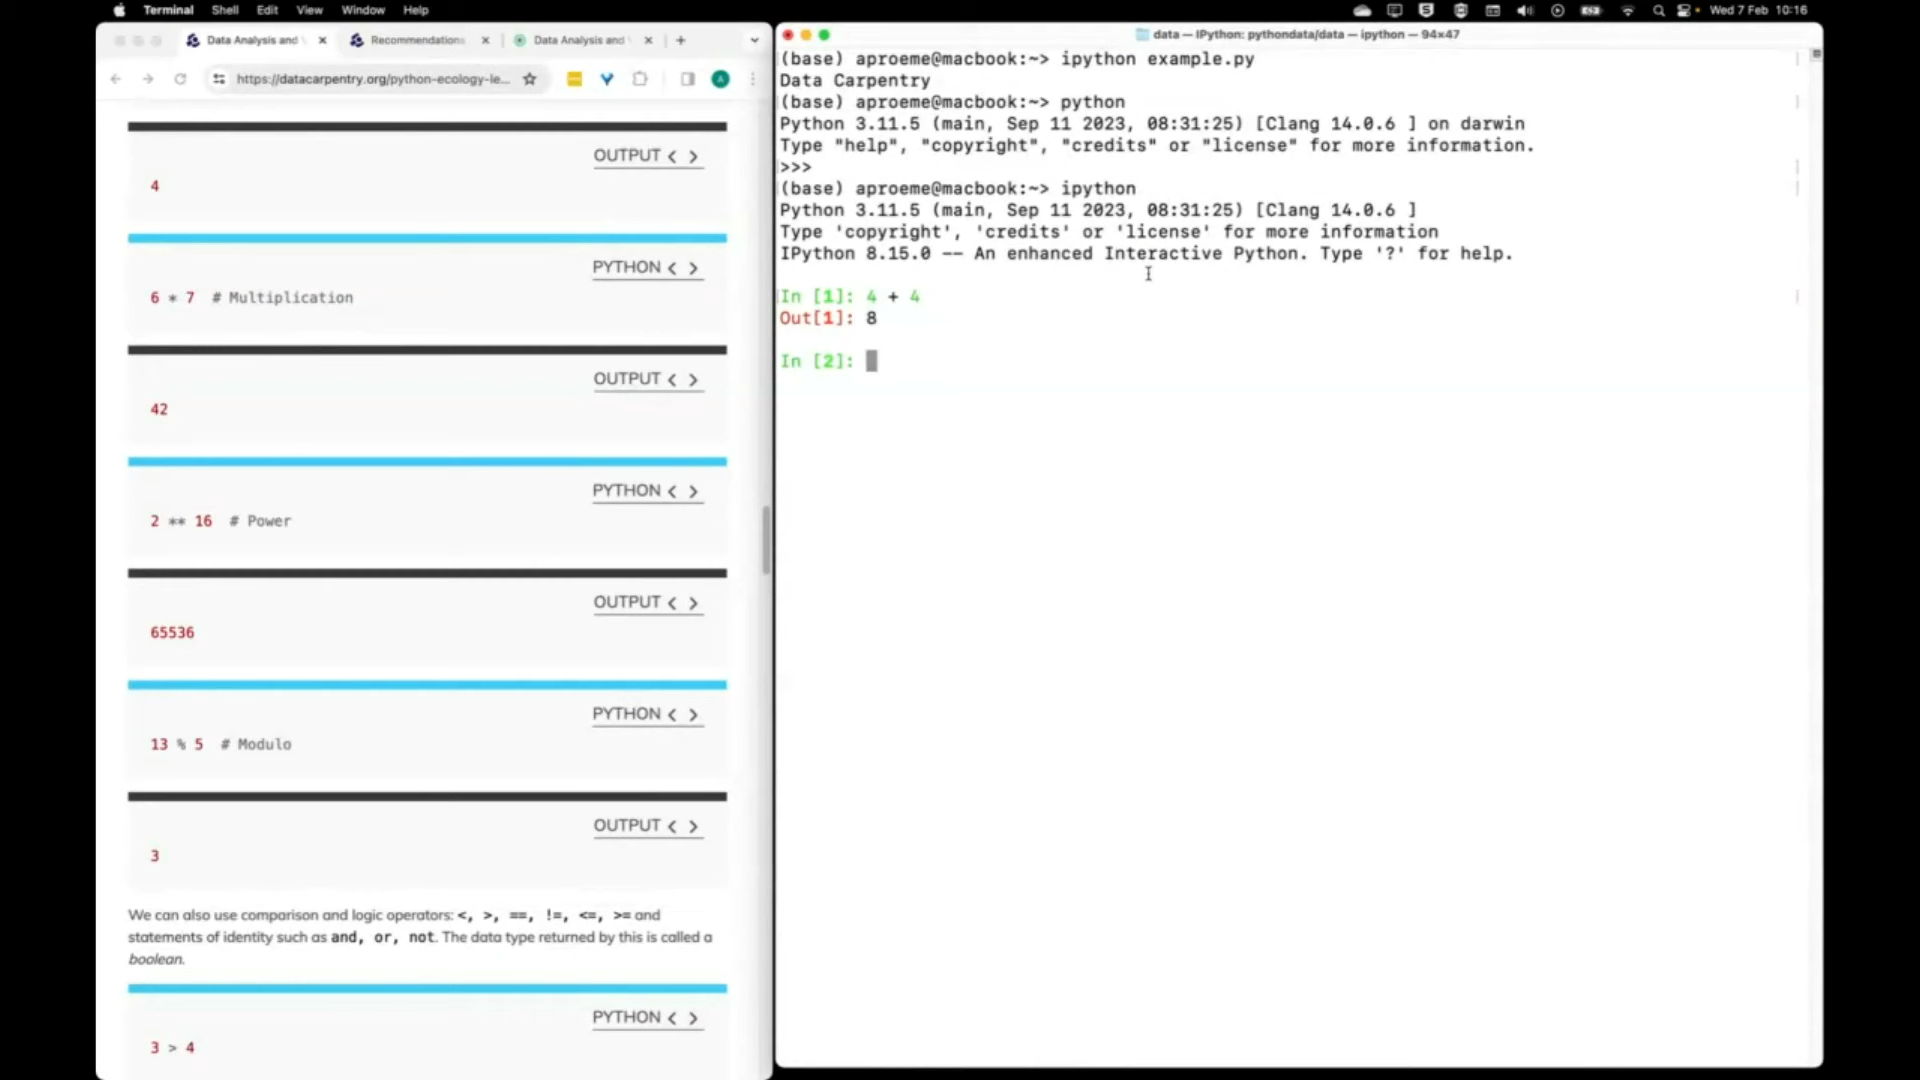 Terminal Shell Edit View Window Help
Wed 7 Feb 10:16
Data Analysis and
Recommendations
Data Analysis and
https://datacarpentry.org/python-ecology-le...
OUTPUT < >
4
PYTHON < >
6 * 7 # Multiplication
OUTPUT < >
42
PYTHON < >
2 ** 16 # Power
OUTPUT < >
65536
PYTHON < >
13 % 5 # Modulo
OUTPUT < >
3
We can also use comparison and logic operators: <, >, ==, !=, <=, >= and
statements of identity such as and, or, not. The data type returned by this is called a
boolean.
PYTHON < >
3 > 4
data — IPython: pythondata/data — ipython — 94×47
(base) aproeme@macbook:~> ipython example.py
Data Carpentry
(base) aproeme@macbook:~> python
Python 3.11.5 (main, Sep 11 2023, 08:31:25) [Clang 14.0.6 ] on darwin
Type "help", "copyright", "credits" or "license" for more information.
>>>
(base) aproeme@macbook:~> ipython
Python 3.11.5 (main, Sep 11 2023, 08:31:25) [Clang 14.0.6 ]
Type 'copyright', 'credits' or 'license' for more information
IPython 8.15.0 -- An enhanced Interactive Python. Type '?' for help.
In [1]: 4 + 4
Out[1]: 8
In [2]: